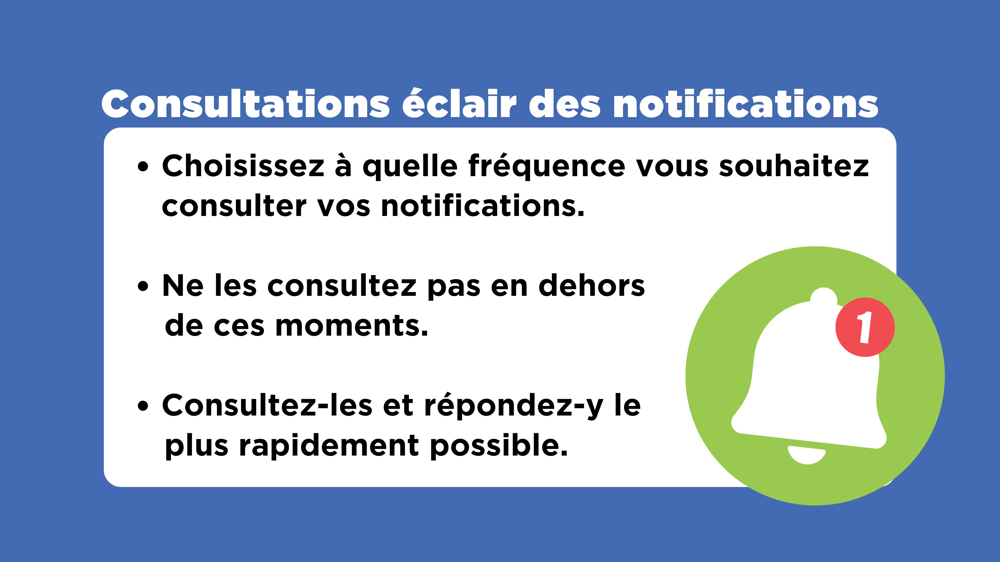 Consultations éclair des notifications
• Choisissez à quelle fréquence vous souhaitez
consulter vos notifications.
• Ne les consultez pas en dehors
de ces moments.
• Consultez-les et répondez-y le
plus rapidement possible.
1